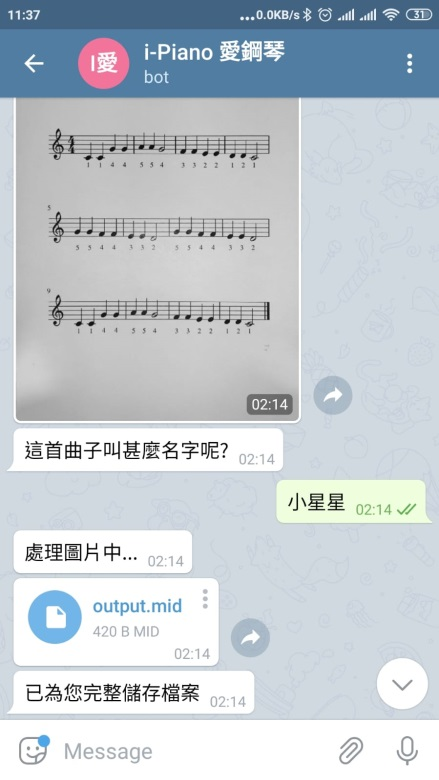 11:37
...0.0KB/s 31
I愛
i-Piano 愛鋼琴
bot
1 1 4 4 5 5 4 3 3 2 2 1 2 1
5
5 5 4 4 3 3 2 5 5 4 4 3 3 2
9
1 1 4 4 5 5 4 3 3 2 2 1 2 1
02:14
這首曲子叫甚麼名字呢? 02:14
小星星 02:14
處理圖片中... 02:14
output.mid
420 B MID
02:14
已為您完整儲存檔案 02:14
Message